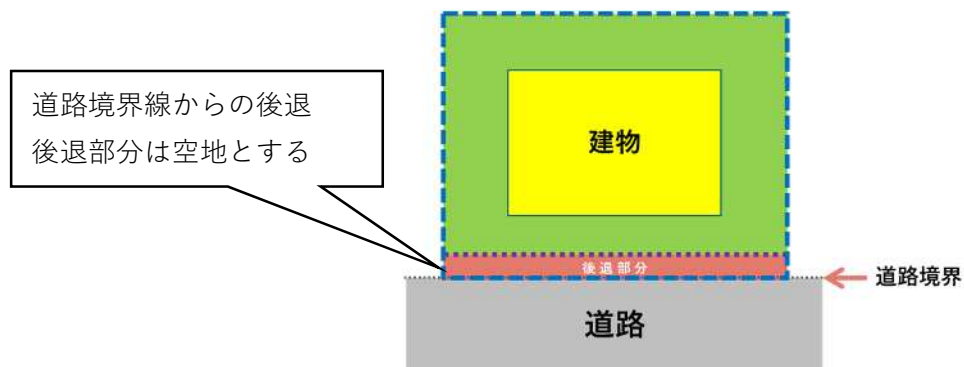 道路境界線からの後退
後退部分は空地とする
建物
後退部分
道路境界
道路